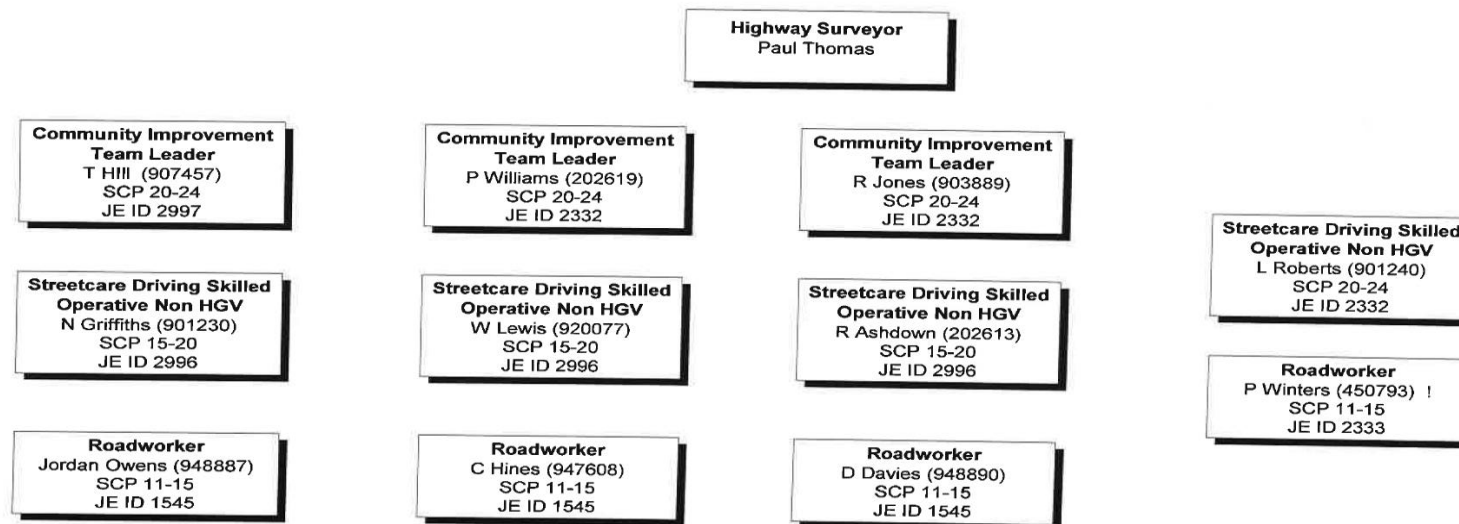 Highway Surveyor
Paul Thomas
Community Improvement
Team Leader
T HIll (907457)
SCP 20-24
JE ID 2997
Community Improvement
Team Leader
P Williams (202619)
SCP 20-24
JE ID 2332
Community Improvement
Team Leader
R Jones (903889)
SCP 20-24
JE ID 2332
Streetcare Driving Skilled
Operative Non HGV
L Roberts (901240)
SCP 20-24
JE ID 2332
Streetcare Driving Skilled
Operative Non HGV
N Griffiths (901230)
SCP 15-20
JE ID 2996
Streetcare Driving Skilled
Operative Non HGV
W Lewis (920077)
SCP 15-20
JE ID 2996
Streetcare Driving Skilled
Operative Non HGV
R Ashdown (202613)
SCP 15-20
JE ID 2996
Roadworker
P Winters (450793) !
SCP 11-15
JE ID 2333
Roadworker
Jordan Owens (948887)
SCP 11-15
JE ID 1545
Roadworker
C Hines (947608)
SCP 11-15
JE ID 1545
Roadworker
D Davies (948890)
SCP 11-15
JE ID 1545